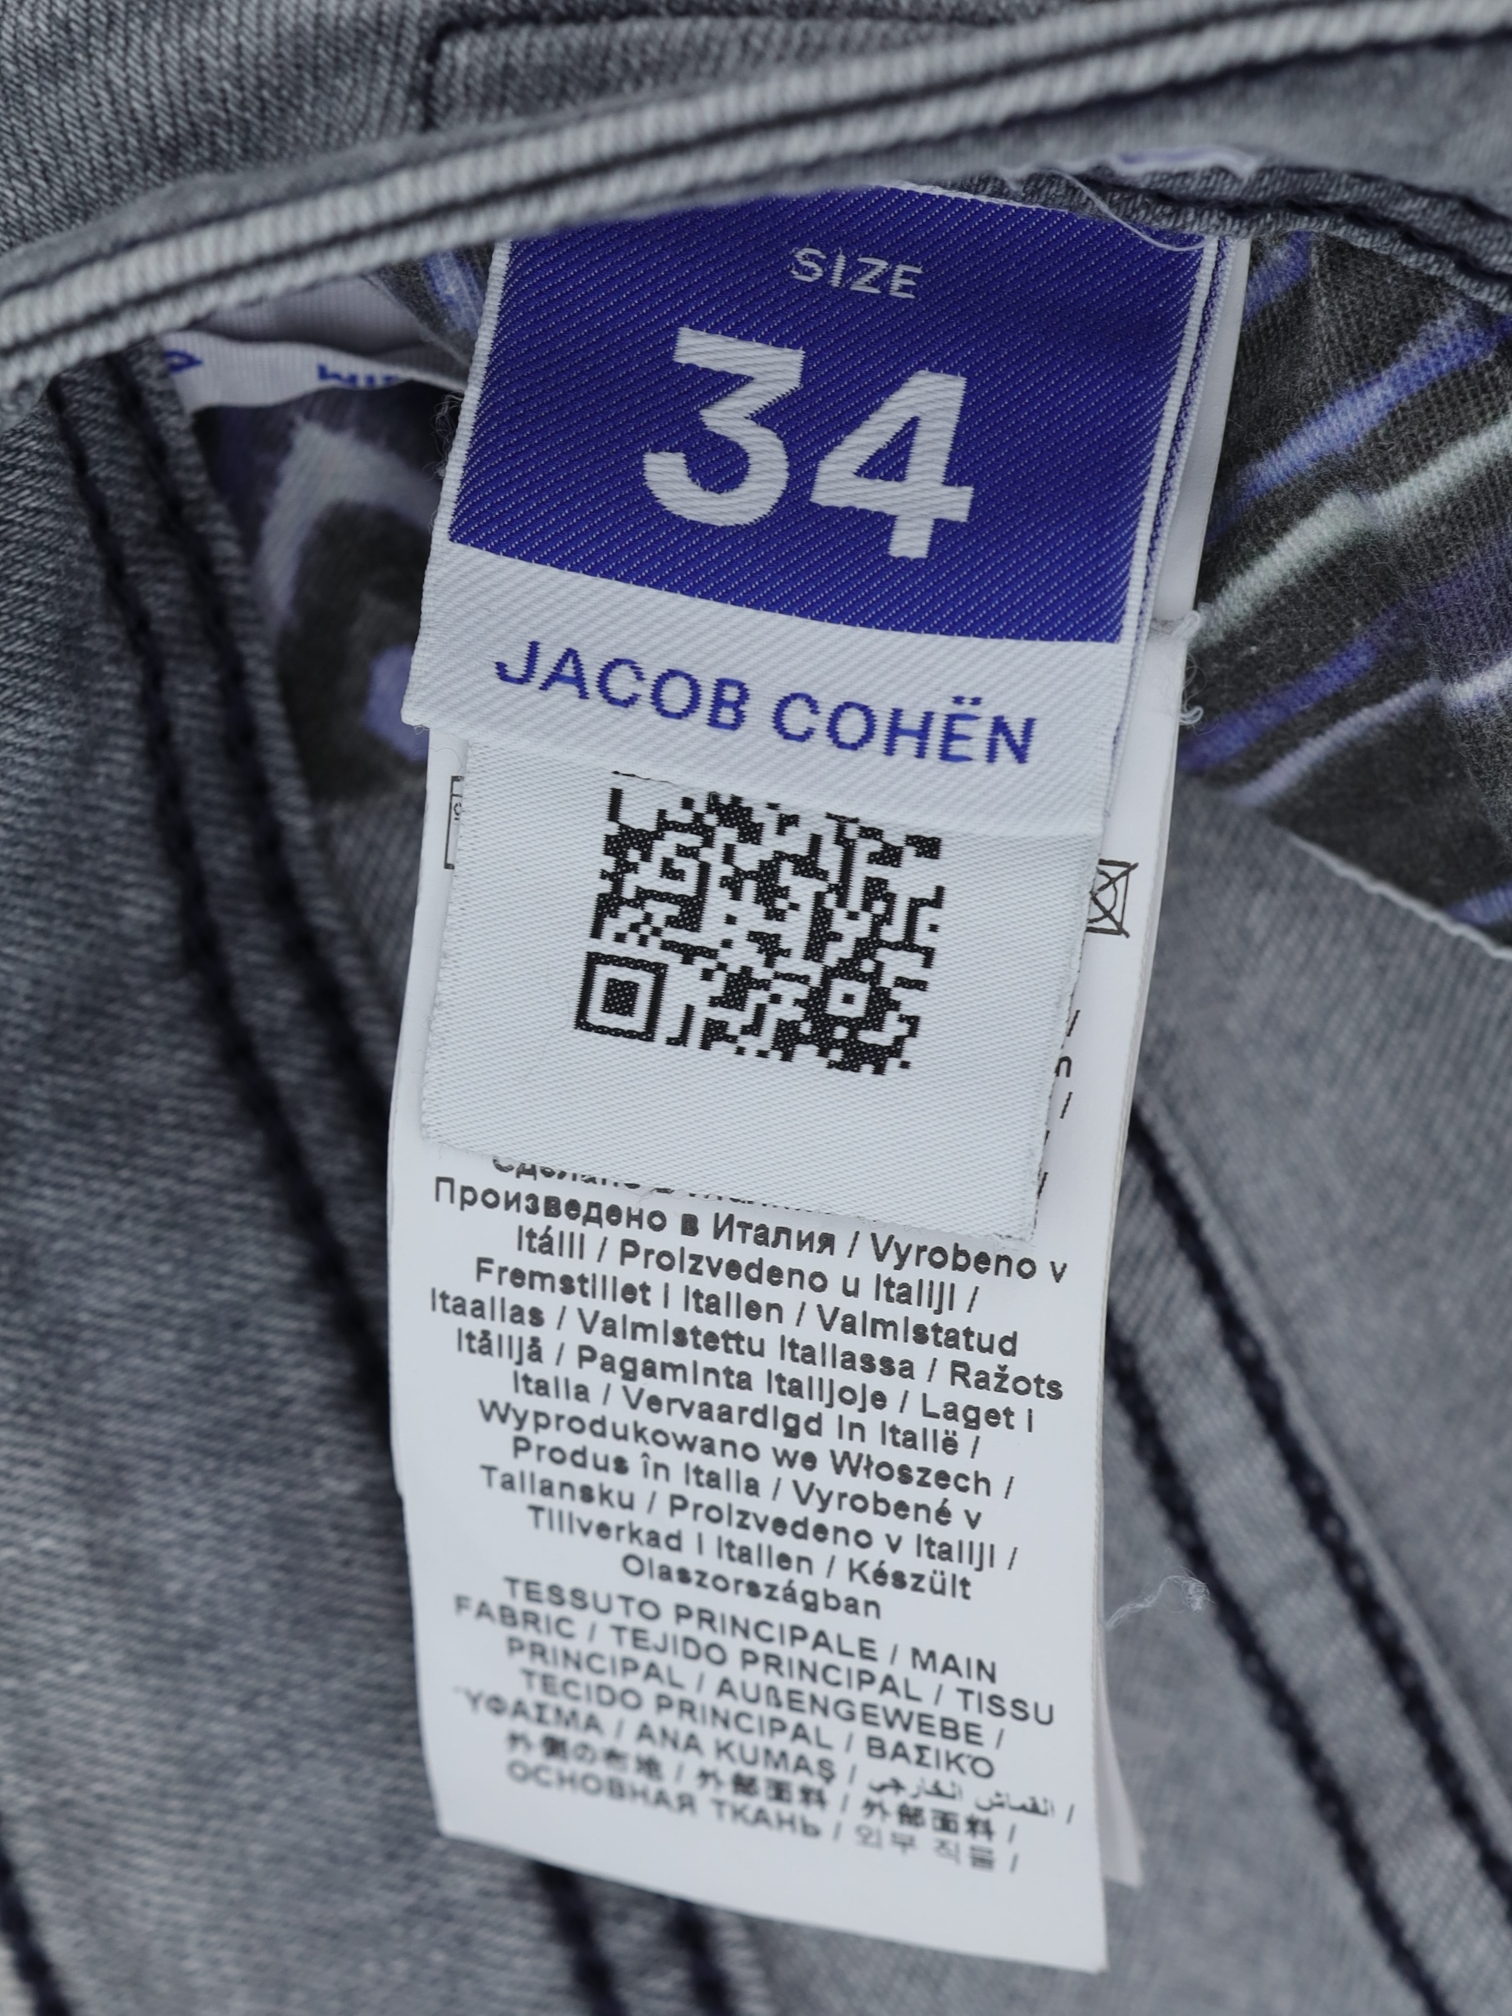 SIZE
34
JACOB COHËN
Произведено в Италия / Vyrobeno v
Itálii / Proizvedeno u Italiji /
Fremstillet i Italien / Valmistatud
Itaalias / Valmistettu Italiassa / Ražots
Itālijā / Pagaminta Italijoje / Laget i
Italia / Vervaardigd in Italië /
Wyprodukowano we Włoszech /
Produs în Italia / Vyrobené v
Taliansku / Proizvedeno v Italiji /
Tillverkad i Italien / Készült
Olaszországban
TESSUTO PRINCIPALE / MAIN
FABRIC / TEJIDO PRINCIPAL / TISSU
PRINCIPAL / AUßENGEWEBE /
TECIDO PRINCIPAL / ΒΑΣΙΚΌ
ΎΦΑΣΜΑ / ANA KUMAŞ / القماش الخارجي /
外側の布地 / 外部面料 / 外部面料 /
ОСНОВНАЯ ТКАНЬ / 외부 직물 /